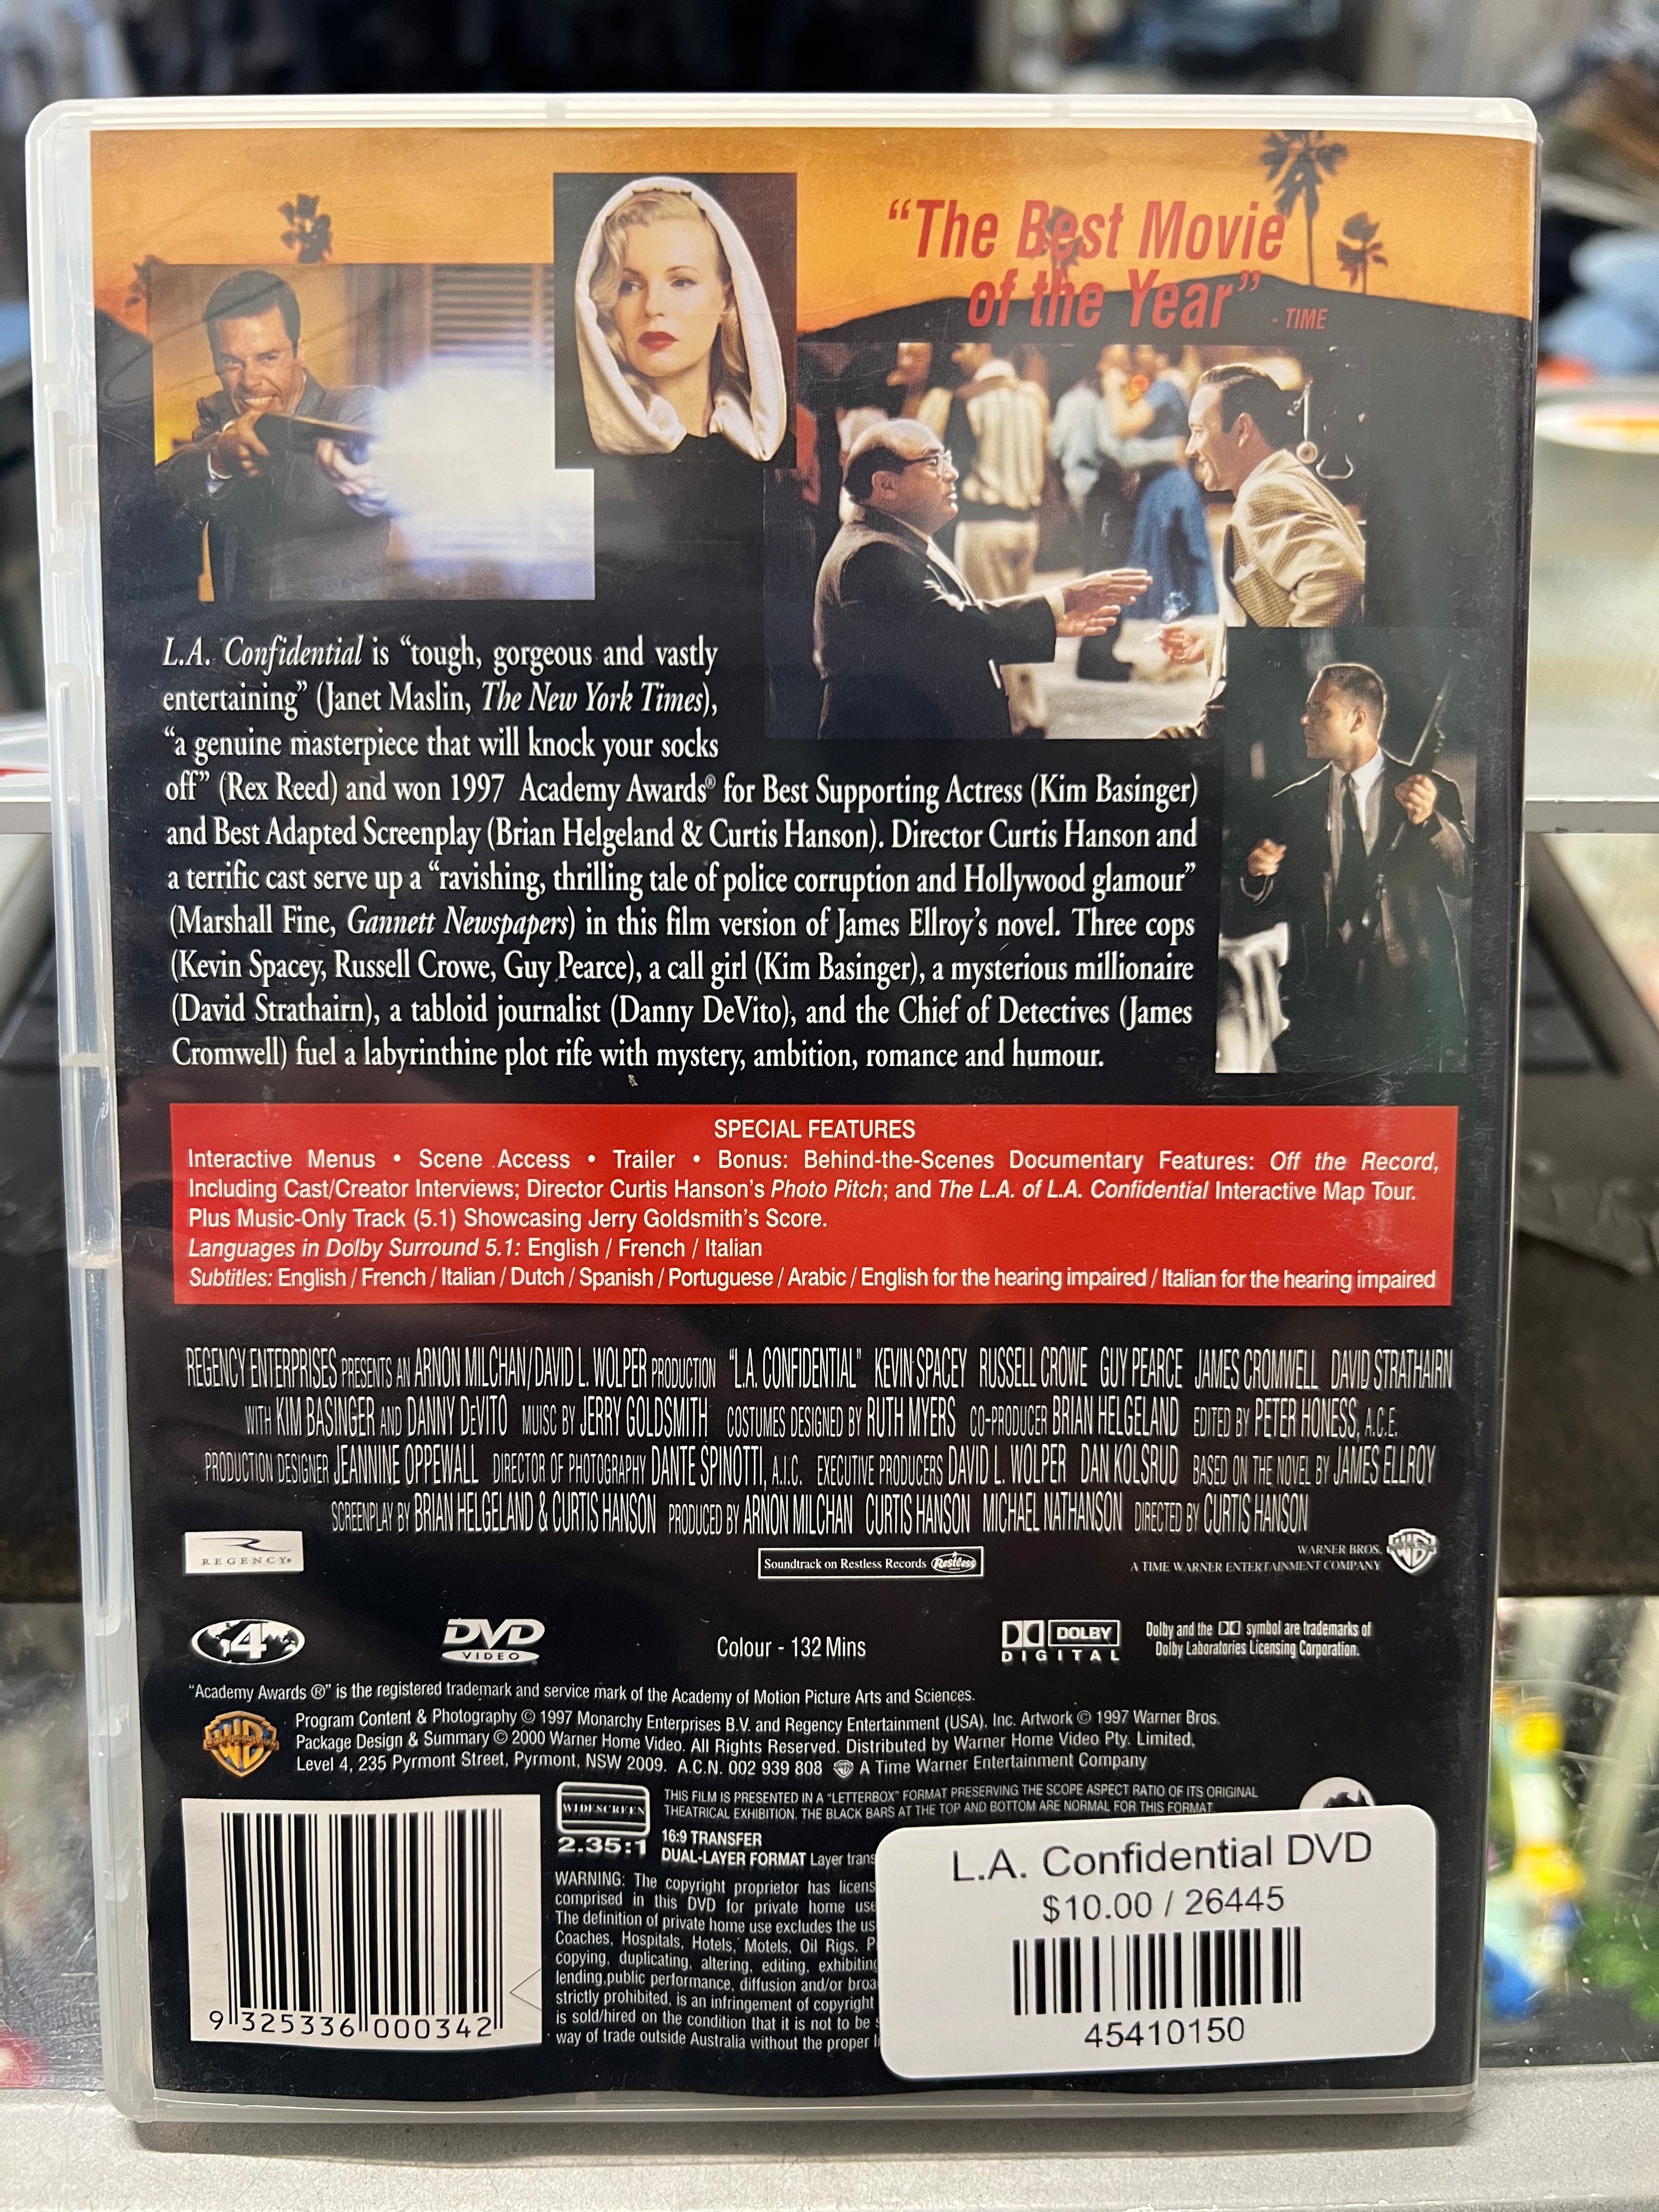 “The Best Movie
of the Year” - TIME
L.A. Confidential is “tough, gorgeous and vastly
entertaining” (Janet Maslin, The New York Times),
“a genuine masterpiece that will knock your socks
off” (Rex Reed) and won 1997 Academy Awards® for Best Supporting Actress (Kim Basinger)
and Best Adapted Screenplay (Brian Helgeland & Curtis Hanson). Director Curtis Hanson and
a terrific cast serve up a “ravishing, thrilling tale of police corruption and Hollywood glamour”
(Marshall Fine, Gannett Newspapers) in this film version of James Ellroy’s novel. Three cops
(Kevin Spacey, Russell Crowe, Guy Pearce), a call girl (Kim Basinger), a mysterious millionaire
(David Strathairn), a tabloid journalist (Danny DeVito), and the Chief of Detectives (James
Cromwell) fuel a labyrinthine plot rife with mystery, ambition, romance and humour.
SPECIAL FEATURES
Interactive Menus • Scene Access • Trailer • Bonus: Behind-the-Scenes Documentary Features: Off the Record,
Including Cast/Creator Interviews; Director Curtis Hanson’s Photo Pitch; and The L.A. of L.A. Confidential Interactive Map Tour.
Plus Music-Only Track (5.1) Showcasing Jerry Goldsmith’s Score.
Languages in Dolby Surround 5.1: English / French / Italian
Subtitles: English / French / Italian / Dutch / Spanish / Portuguese / Arabic / English for the hearing impaired / Italian for the hearing impaired
REGENCY ENTERPRISES PRESENTS AN ARNON MILCHAN/DAVID L. WOLPER PRODUCTION “L.A. CONFIDENTIAL” KEVIN SPACEY RUSSELL CROWE GUY PEARCE JAMES CROMWELL DAVID STRATHAIRN
WITH KIM BASINGER AND DANNY DeVITO MUISC BY JERRY GOLDSMITH COSTUMES DESIGNED BY RUTH MYERS CO-PRODUCER BRIAN HELGELAND EDITED BY PETER HONESS, A.C.E.
PRODUCTION DESIGNER JEANNINE OPPEWALL DIRECTOR OF PHOTOGRAPHY DANTE SPINOTTI, A.I.C. EXECUTIVE PRODUCERS DAVID L. WOLPER DAN KOLSRUD BASED ON THE NOVEL BY JAMES ELLROY
SCREENPLAY BY BRIAN HELGELAND & CURTIS HANSON PRODUCED BY ARNON MILCHAN CURTIS HANSON MICHAEL NATHANSON DIRECTED BY CURTIS HANSON
REGENCY®
Soundtrack on Restless Records Restless
WARNER BROS.
A TIME WARNER ENTERTAINMENT COMPANY
WB
4
DVD
VIDEO
Colour - 132 Mins
DOLBY
DIGITAL
Dolby and the symbol are trademarks of
Dolby Laboratories Licensing Corporation.
“Academy Awards ®” is the registered trademark and service mark of the Academy of Motion Picture Arts and Sciences.
WB
Program Content & Photography © 1997 Monarchy Enterprises B.V. and Regency Entertainment (USA), Inc. Artwork © 1997 Warner Bros.
Package Design & Summary © 2000 Warner Home Video. All Rights Reserved. Distributed by Warner Home Video Pty. Limited,
Level 4, 235 Pyrmont Street, Pyrmont, NSW 2009. A.C.N. 002 939 808 A Time Warner Entertainment Company
WIDESCREEN
2.35:1
THIS FILM IS PRESENTED IN A “LETTERBOX” FORMAT PRESERVING THE SCOPE ASPECT RATIO OF ITS ORIGINAL
THEATRICAL EXHIBITION. THE BLACK BARS AT THE TOP AND BOTTOM ARE NORMAL FOR THIS FORMAT.
16:9 TRANSFER
DUAL-LAYER FORMAT Layer trans
WARNING: The copyright proprietor has licens
comprised in this DVD for private home use
The definition of private home use excludes the us
Coaches, Hospitals, Hotels, Motels, Oil Rigs, P
copying, duplicating, altering, editing, exhibiting
lending,public performance, diffusion and/or broa
strictly prohibited, is an infringement of copyright
is sold/hired on the condition that it is not to be s
way of trade outside Australia without the proper li
9 325336 000342
L.A. Confidential DVD
$10.00 / 26445
45410150